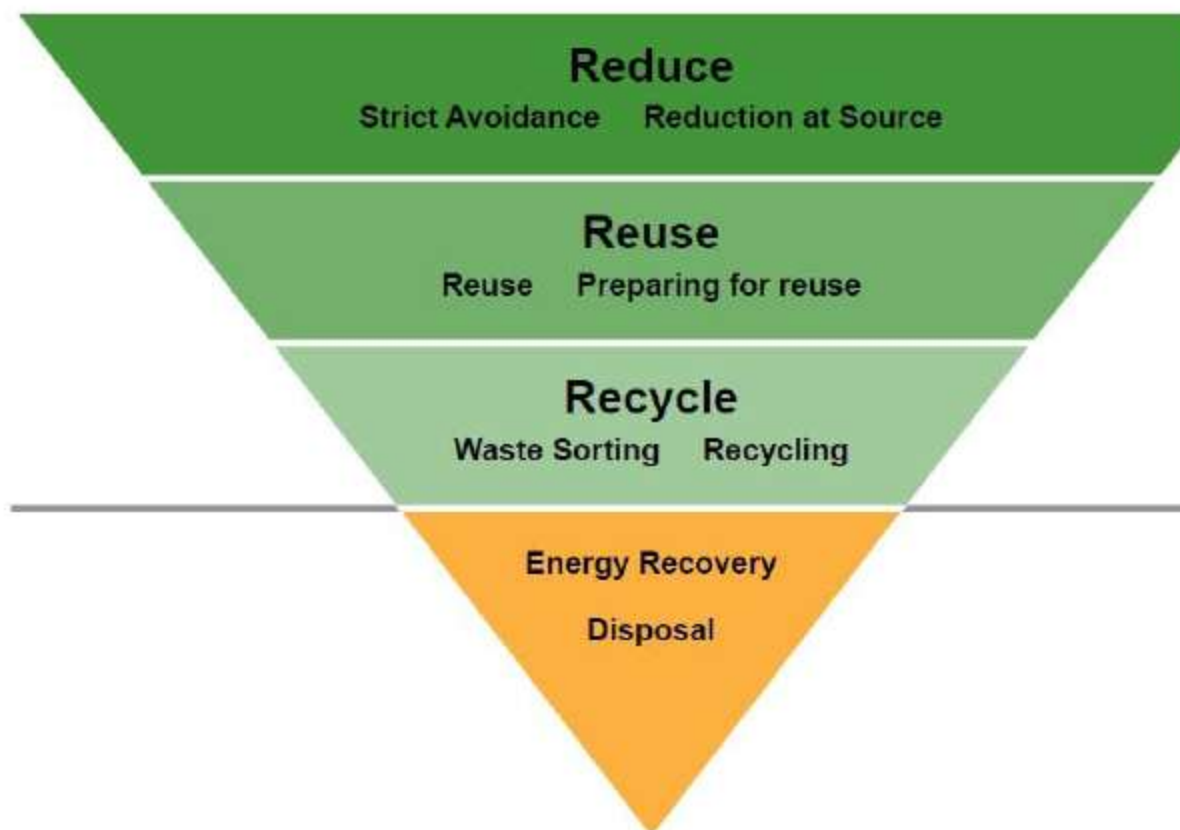 Reduce
Strict Avoidance Reduction at Source
Reuse
Reuse Preparing for reuse
Recycle
Waste Sorting Recycling
Energy Recovery
Disposal